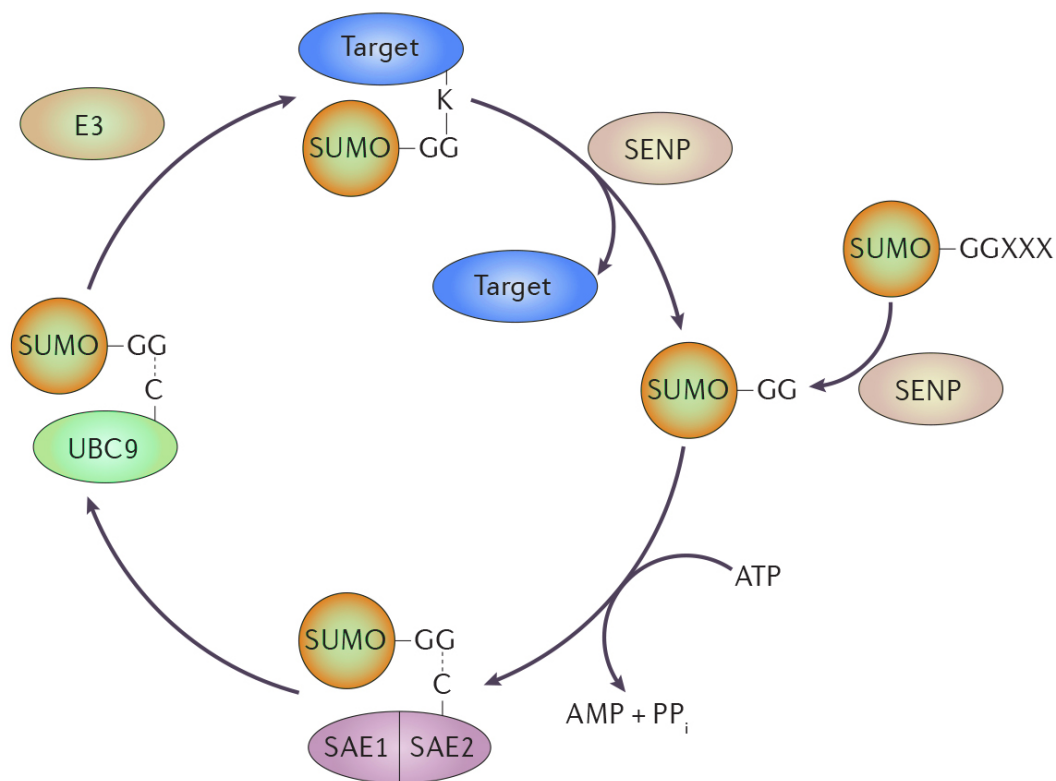 Target
E3
K
SUMO GG
SENP
SUMO GGXXX
Target
SUMO GG
C
UBC9
SUMO GG
SENP
ATP
SUMO GG
C
AMP + PPi
SAE1 SAE2